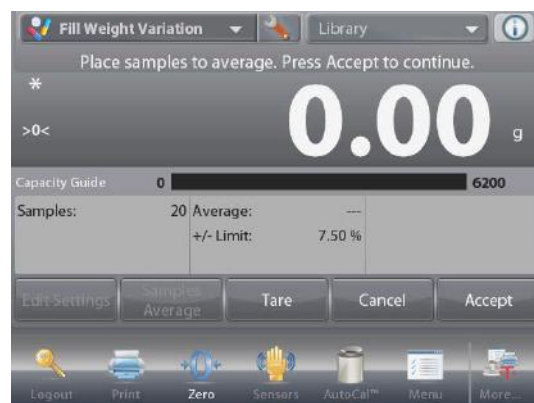 Fill Weight Variation
Library
Place samples to average. Press Accept to continue.
*
>0<
0.00 g
Capacity Guide 0 6200
Samples: 20 Average: ---
+/- Limit: 7.50 %
Edit Settings Samples Average Tare Cancel Accept
Logout Print Zero Sensors AutoCal™ Menu More...